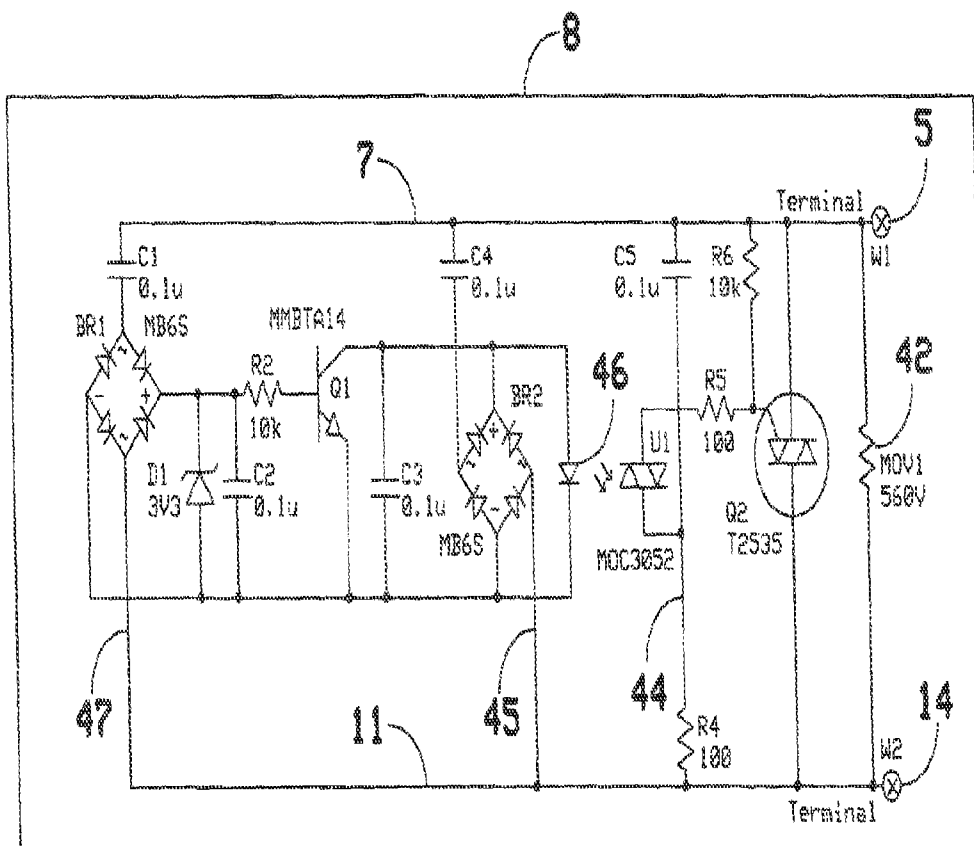 8
7
5
Terminal
W1
C1
0.1u
C4
0.1u
C5
0.1u
R6
10k
BR1
MB6S
MMBTA14
42
R2
10k
Q1
BR2
46
R5
100
U1
MOV1
560V
D1
3V3
C2
0.1u
C3
0.1u
MB6S
MOC3052
Q2
T2535
47
45
44
14
11
R4
100
W2
Terminal
~
+
~
-
+
~
-
~